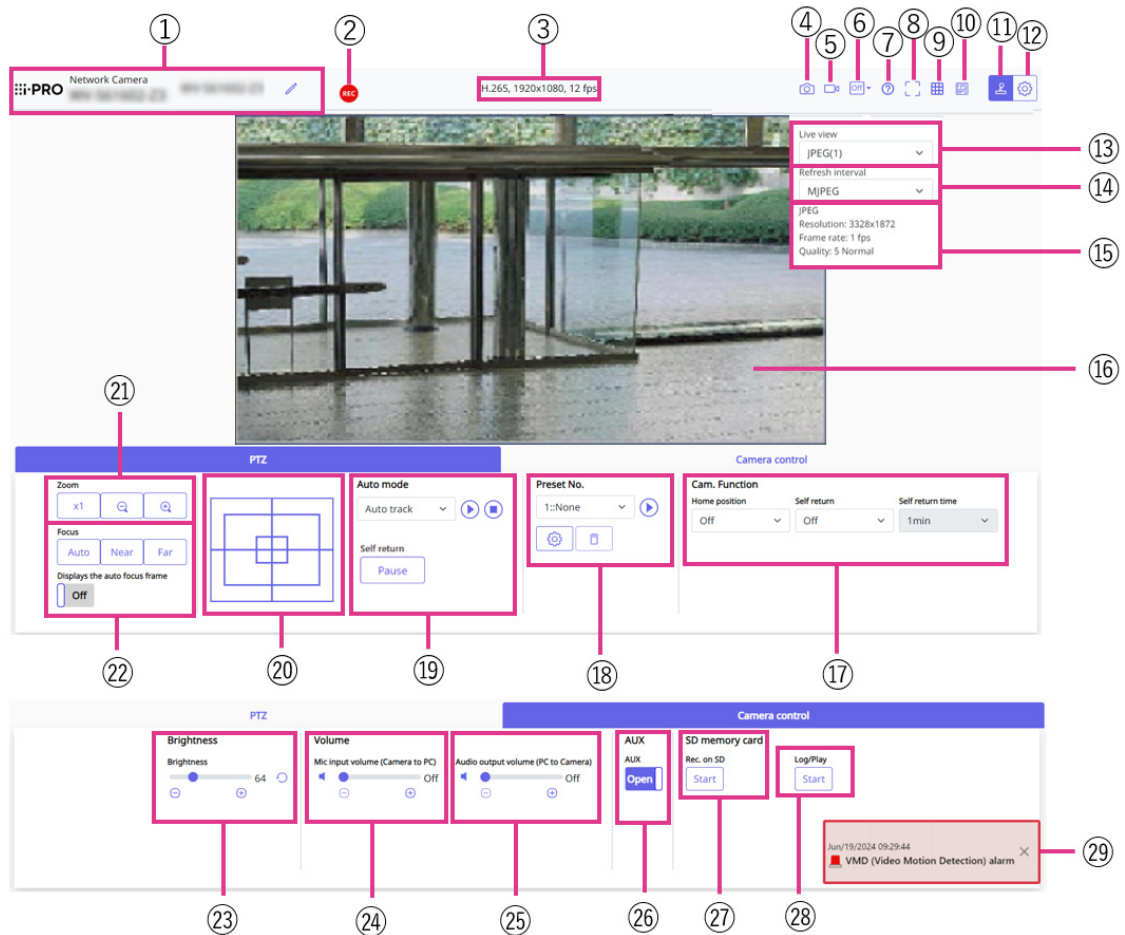 ① ② ③ ④ ⑤ ⑥ ⑦ ⑧ ⑨ ⑩ ⑪ ⑫
i-PRO Network Camera
REC
H.265, 1920x1080, 12 fps
Off
Live view
JPEG(1)
⑬
Refresh interval
MJPEG
⑭
JPEG
Resolution: 3328x1872
Frame rate: 1 fps
Quality: 5 Normal
⑮
⑯
㉑
PTZ
Camera control
Zoom
x1
Focus
Auto Near Far
Displays the auto focus frame
Off
Auto mode
Auto track
Self return
Pause
Preset No.
1::None
Cam. Function
Home position Self return Self return time
Off Off 1min
㉒ ⑳ ⑲ ⑱ ⑰
PTZ
Camera control
Brightness
Brightness
64
Volume
Mic input volume (Camera to PC)
Off
Audio output volume (PC to Camera)
Off
AUX
AUX
Open
SD memory card
Rec. on SD
Start
Log/Play
Start
Jun/19/2024 09:29:44
VMD (Video Motion Detection) alarm
㉙
㉓ ㉔ ㉕ ㉖ ㉗ ㉘